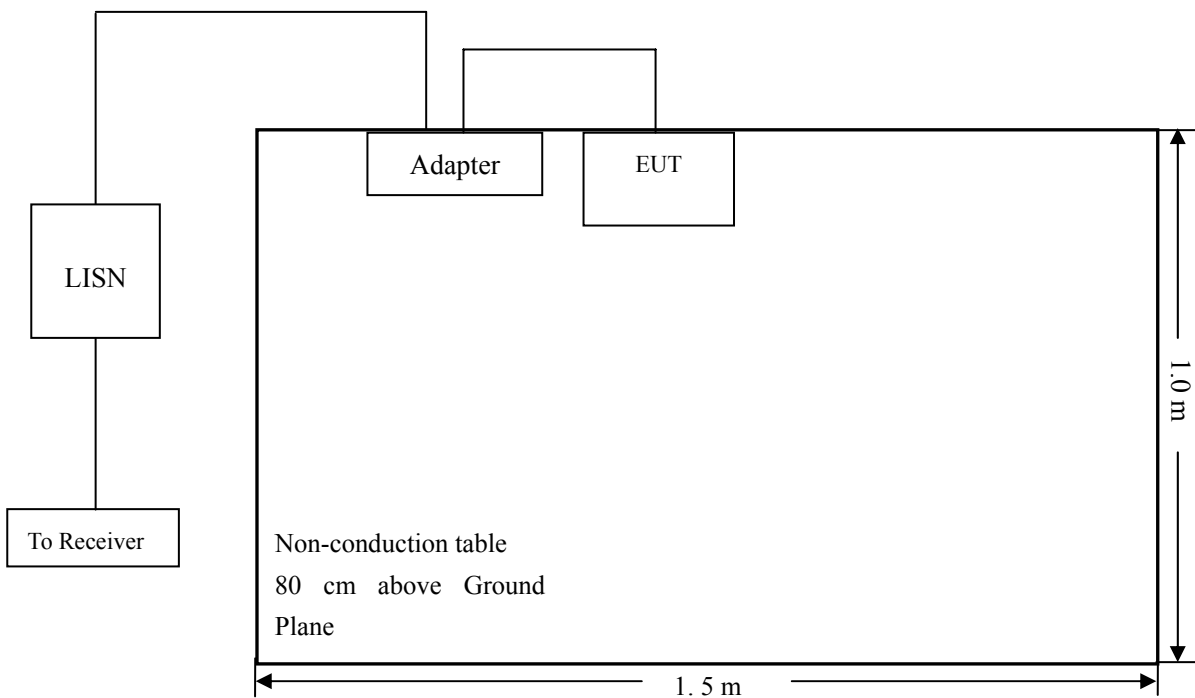 Adapter
EUT
LISN
1.0 m
To Receiver
Non-conduction table
80 cm above Ground
Plane
1. 5 m